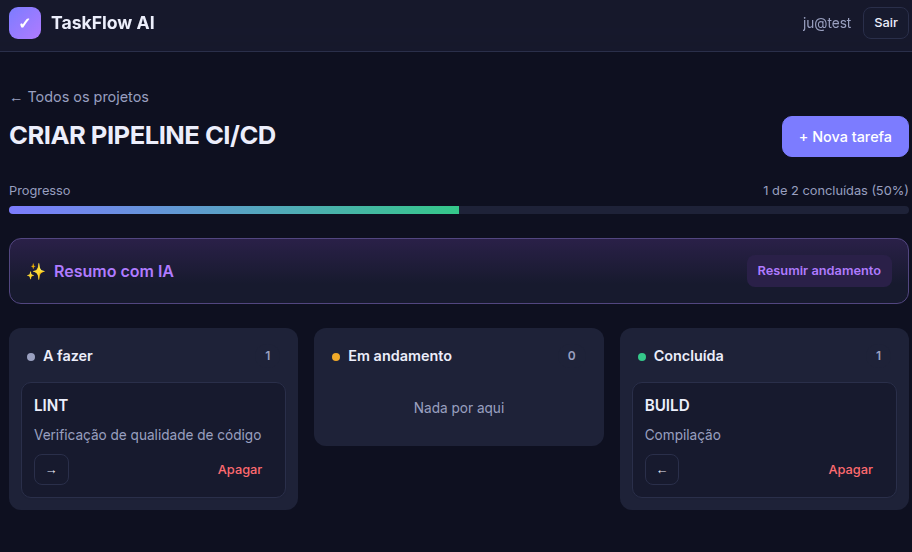 ✓ TaskFlow AI
ju@test
Sair
← Todos os projetos
CRIAR PIPELINE CI/CD
+ Nova tarefa
Progresso
1 de 2 concluídas (50%)
✨ Resumo com IA
Resumir andamento
A fazer
1
LINT
Verificação de qualidade de código
→
Apagar
Em andamento
0
Nada por aqui
Concluída
1
BUILD
Compilação
←
Apagar